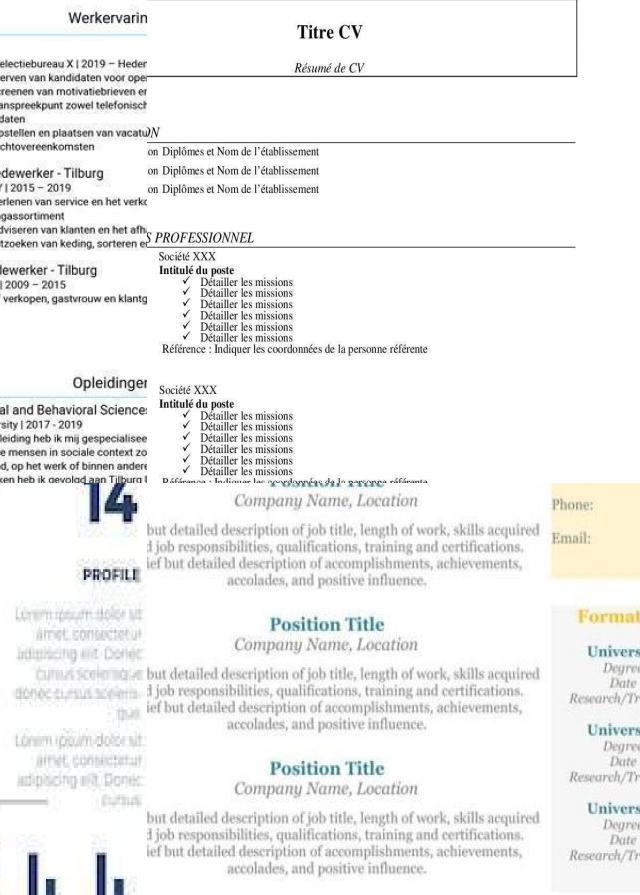 Werkervarin
electiebureau X | 2019 – Heder
erven van kandidaten voor ope
reenen van motivatiebrieven er
anspreekpunt zowel telefonisch
daten
pstellen en plaatsen van vacatu
chtovereenkomsten
edewerker - Tilburg
| 2015 – 2019
erlenen van service en het verko
gassortiment
dviseren van klanten en het afh
tzoeken van keding, sorteren e
dewerker - Tilburg
| 2009 – 2015
verkopen, gastvrouw en klantg
Opleidinger
al and Behavioral Sciences
rsity | 2017 - 2019
leiding heb ik mij gespecialisee
e mensen in sociale context zo
d, op het werk of binnen andere
ken heb ik gevolgd aan Tilburg
Titre CV
Résumé de CV
ON
on Diplômes et Nom de l’établissement
on Diplômes et Nom de l’établissement
on Diplômes et Nom de l’établissement
S PROFESSIONNEL
Société XXX
Intitulé du poste
✓ Détailler les missions
✓ Détailler les missions
✓ Détailler les missions
✓ Détailler les missions
✓ Détailler les missions
✓ Détailler les missions
Référence : Indiquer les coordonnées de la personne référente
Société XXX
Intitulé du poste
✓ Détailler les missions
✓ Détailler les missions
✓ Détailler les missions
✓ Détailler les missions
✓ Détailler les missions
✓ Détailler les missions
Référence : Indiquer les coordonnées de la personne référente
14
PROFILE
Lorem ipsum dolor sit
amet, consectetur
adipiscing elit. Donec
cursus scelerisque
donec cursus sceleris
que
Lorem ipsum dolor sit
amet, consectetur
adipiscing elit. Donec
cursus
Company Name, Location
but detailed description of job title, length of work, skills acquired
d job responsibilities, qualifications, training and certifications.
ief but detailed description of accomplishments, achievements,
accolades, and positive influence.
Position Title
Company Name, Location
but detailed description of job title, length of work, skills acquired
d job responsibilities, qualifications, training and certifications.
ief but detailed description of accomplishments, achievements,
accolades, and positive influence.
Position Title
Company Name, Location
but detailed description of job title, length of work, skills acquired
d job responsibilities, qualifications, training and certifications.
ief but detailed description of accomplishments, achievements,
accolades, and positive influence.
Phone:
Email:
Format
Univers
Degree
Date
Research/Tr
Univers
Degree
Date
Research/Tr
Univers
Degree
Date
Research/Tr